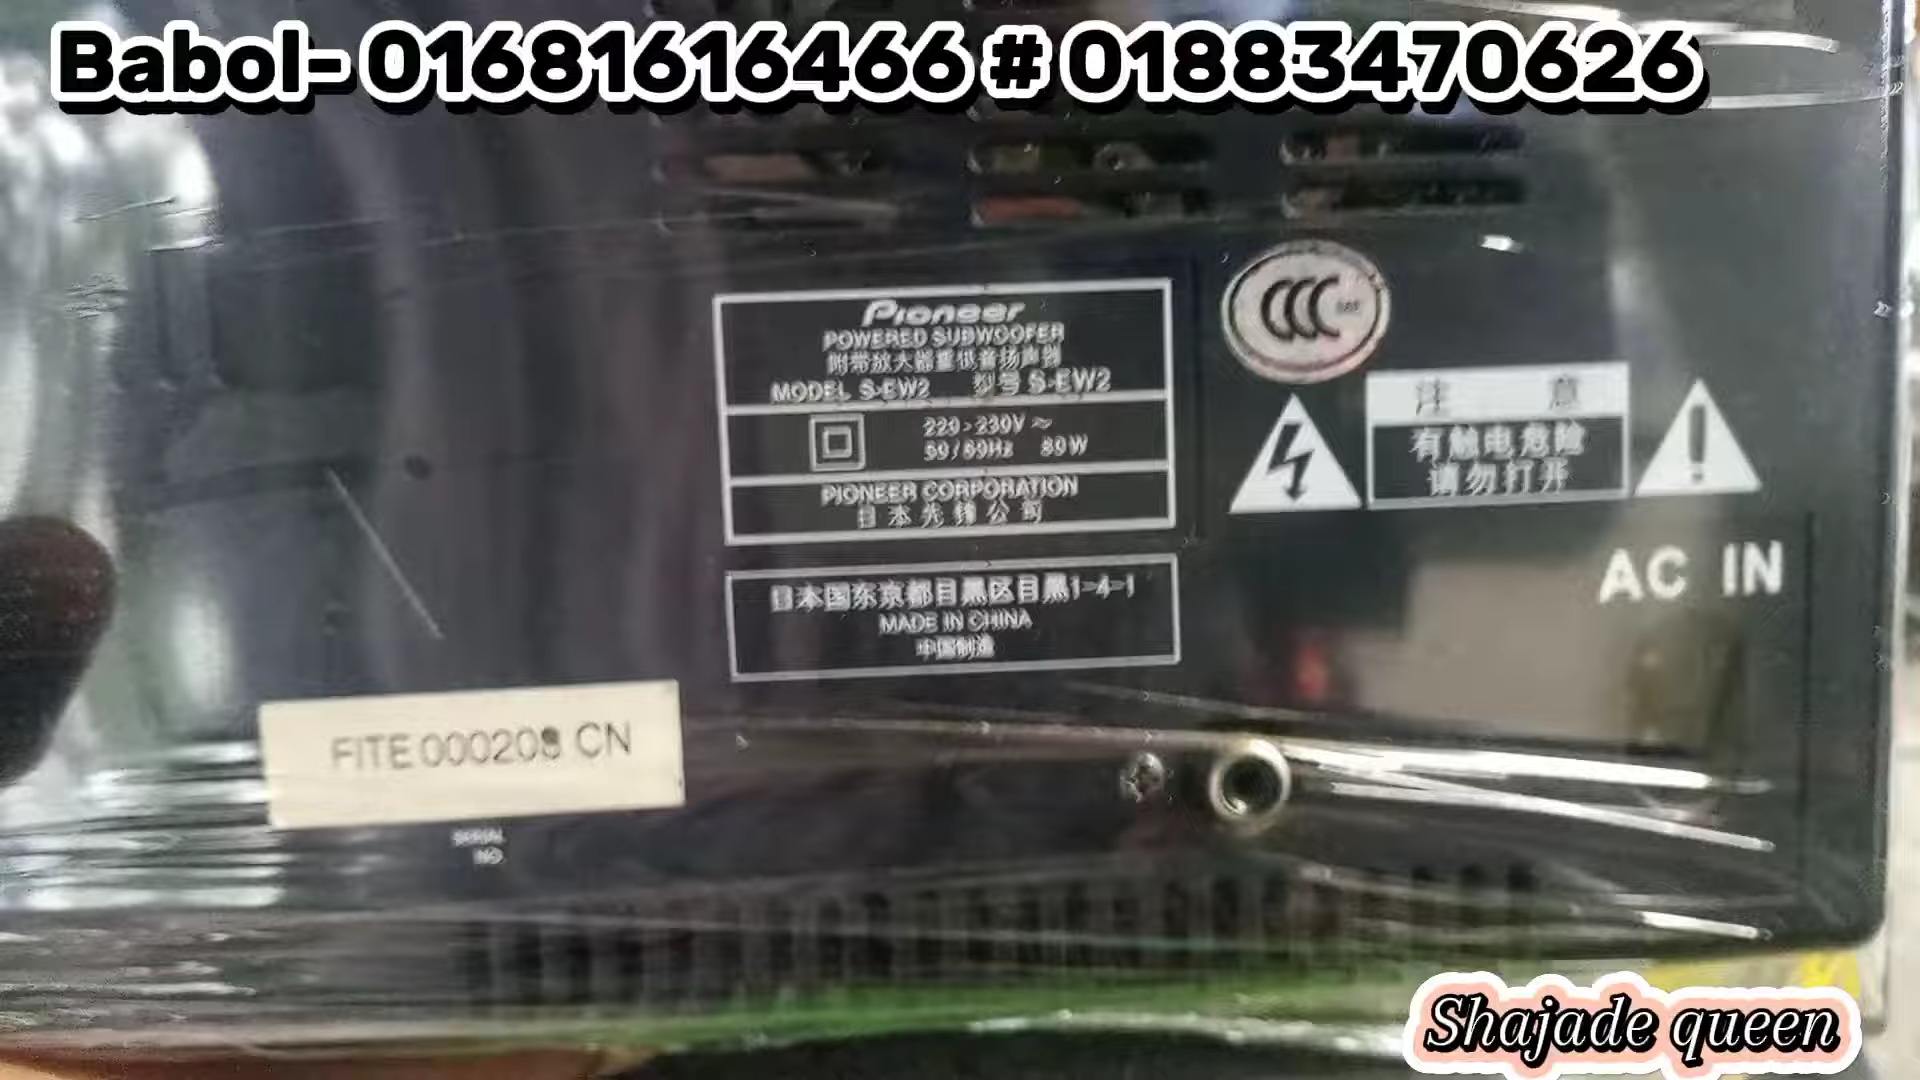 Babol- 01681616466 # 01883470626
Pioneer
POWERED SUBWOOFER
附带放大器重低音扬声器
MODEL S-EW2 型号 S-EW2
220-230V ~
50/60Hz 80W
PIONEER CORPORATION
日本先锋公司
CCC
注 意
有触电危险
请勿打开
日本国东京都目黑区目黑1-4-1
MADE IN CHINA
中国制造
AC IN
FITE000208 CN
SERIAL
NO.
Shajade queen